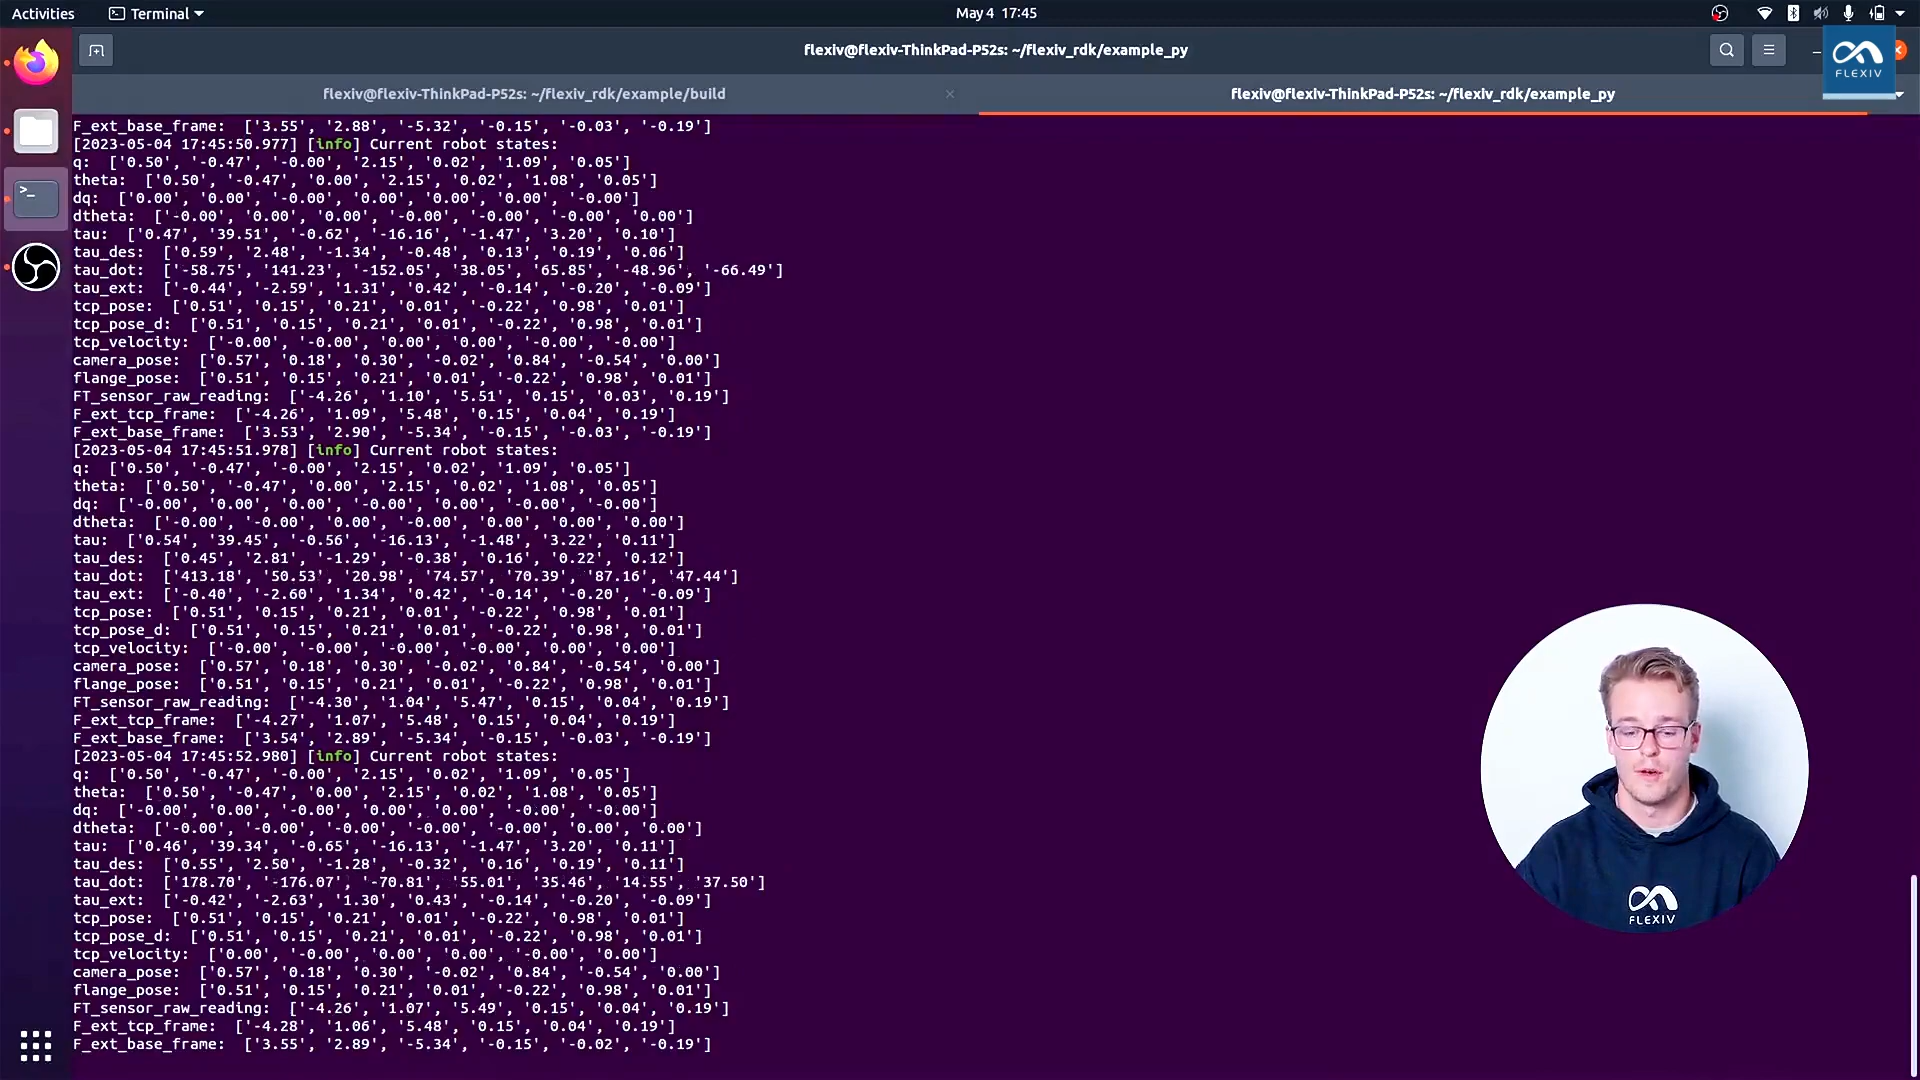 Activities
Terminal
May 4 17:45
flexiv@flexiv-ThinkPad-P52s: ~/flexiv_rdk/example_py
FLEXIV
flexiv@flexiv-ThinkPad-P52s: ~/flexiv_rdk/example/build
flexiv@flexiv-ThinkPad-P52s: ~/flexiv_rdk/example_py
F_ext_base_frame:  ['3.55', '2.88', '-5.32', '-0.15', '-0.03', '-0.19']
[2023-05-04 17:45:50.977] [info] Current robot states:
q:  ['0.50', '-0.47', '-0.00', '2.15', '0.02', '1.09', '0.05']
theta:  ['0.50', '-0.47', '0.00', '2.15', '0.02', '1.08', '0.05']
dq:  ['0.00', '0.00', '-0.00', '0.00', '0.00', '0.00', '-0.00']
dtheta:  ['-0.00', '0.00', '0.00', '-0.00', '-0.00', '-0.00', '0.00']
tau:  ['0.47', '39.51', '-0.62', '-16.16', '-1.47', '3.20', '0.10']
tau_des:  ['0.59', '2.48', '-1.34', '-0.48', '0.13', '0.19', '0.06']
tau_dot:  ['-58.75', '141.23', '-152.05', '38.05', '65.85', '-48.96', '-66.49']
tau_ext:  ['-0.44', '-2.59', '1.31', '0.42', '-0.14', '-0.20', '-0.09']
tcp_pose:  ['0.51', '0.15', '0.21', '0.01', '-0.22', '0.98', '0.01']
tcp_pose_d:  ['0.51', '0.15', '0.21', '0.01', '-0.22', '0.98', '0.01']
tcp_velocity:  ['-0.00', '-0.00', '0.00', '0.00', '-0.00', '-0.00']
camera_pose:  ['0.57', '0.18', '0.30', '-0.02', '0.84', '-0.54', '0.00']
flange_pose:  ['0.51', '0.15', '0.21', '0.01', '-0.22', '0.98', '0.01']
FT_sensor_raw_reading:  ['-4.26', '1.10', '5.51', '0.15', '0.03', '0.19']
F_ext_tcp_frame:  ['-4.26', '1.09', '5.48', '0.15', '0.04', '0.19']
F_ext_base_frame:  ['3.53', '2.90', '-5.34', '-0.15', '-0.03', '-0.19']
[2023-05-04 17:45:51.978] [info] Current robot states:
q:  ['0.50', '-0.47', '-0.00', '2.15', '0.02', '1.09', '0.05']
theta:  ['0.50', '-0.47', '0.00', '2.15', '0.02', '1.08', '0.05']
dq:  ['-0.00', '0.00', '0.00', '-0.00', '0.00', '-0.00', '-0.00']
dtheta:  ['-0.00', '-0.00', '0.00', '-0.00', '0.00', '0.00', '0.00']
tau:  ['0.54', '39.45', '-0.56', '-16.13', '-1.48', '3.22', '0.11']
tau_des:  ['0.45', '2.81', '-1.29', '-0.38', '0.16', '0.22', '0.12']
tau_dot:  ['413.18', '50.53', '20.98', '74.57', '70.39', '87.16', '47.44']
tau_ext:  ['-0.40', '-2.60', '1.34', '0.42', '-0.14', '-0.20', '-0.09']
tcp_pose:  ['0.51', '0.15', '0.21', '0.01', '-0.22', '0.98', '0.01']
tcp_pose_d:  ['0.51', '0.15', '0.21', '0.01', '-0.22', '0.98', '0.01']
tcp_velocity:  ['-0.00', '-0.00', '-0.00', '-0.00', '0.00', '0.00']
camera_pose:  ['0.57', '0.18', '0.30', '-0.02', '0.84', '-0.54', '0.00']
flange_pose:  ['0.51', '0.15', '0.21', '0.01', '-0.22', '0.98', '0.01']
FT_sensor_raw_reading:  ['-4.30', '1.04', '5.47', '0.15', '0.04', '0.19']
F_ext_tcp_frame:  ['-4.27', '1.07', '5.48', '0.15', '0.04', '0.19']
F_ext_base_frame:  ['3.54', '2.89', '-5.34', '-0.15', '-0.03', '-0.19']
[2023-05-04 17:45:52.980] [info] Current robot states:
q:  ['0.50', '-0.47', '-0.00', '2.15', '0.02', '1.09', '0.05']
theta:  ['0.50', '-0.47', '0.00', '2.15', '0.02', '1.08', '0.05']
dq:  ['-0.00', '0.00', '-0.00', '0.00', '0.00', '-0.00', '-0.00']
dtheta:  ['-0.00', '-0.00', '-0.00', '-0.00', '-0.00', '0.00', '0.00']
tau:  ['0.46', '39.34', '-0.65', '-16.13', '-1.47', '3.20', '0.11']
tau_des:  ['0.55', '2.50', '-1.28', '-0.32', '0.16', '0.19', '0.11']
tau_dot:  ['178.70', '-176.07', '-70.81', '55.01', '35.46', '14.55', '37.50']
tau_ext:  ['-0.42', '-2.63', '1.30', '0.43', '-0.14', '-0.20', '-0.09']
tcp_pose:  ['0.51', '0.15', '0.21', '0.01', '-0.22', '0.98', '0.01']
tcp_pose_d:  ['0.51', '0.15', '0.21', '0.01', '-0.22', '0.98', '0.01']
tcp_velocity:  ['0.00', '-0.00', '0.00', '0.00', '-0.00', '0.00']
camera_pose:  ['0.57', '0.18', '0.30', '-0.02', '0.84', '-0.54', '0.00']
flange_pose:  ['0.51', '0.15', '0.21', '0.01', '-0.22', '0.98', '0.01']
FT_sensor_raw_reading:  ['-4.26', '1.07', '5.49', '0.15', '0.04', '0.19']
F_ext_tcp_frame:  ['-4.28', '1.06', '5.48', '0.15', '0.04', '0.19']
F_ext_base_frame:  ['3.55', '2.89', '-5.34', '-0.15', '-0.02', '-0.19']
FLEXIV